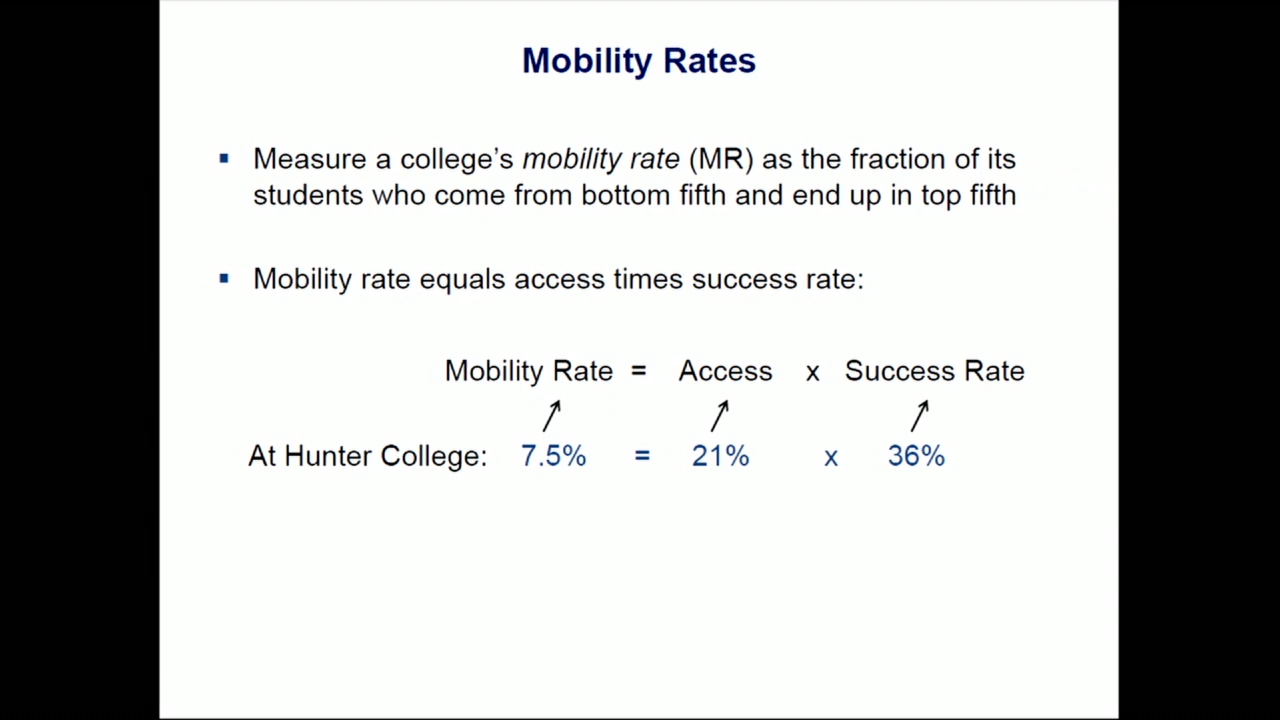 Mobility Rates
▪ Measure a college's mobility rate (MR) as the fraction of its
students who come from bottom fifth and end up in top fifth
▪ Mobility rate equals access times success rate:
Mobility Rate = Access x Success Rate
At Hunter College: 7.5% = 21% x 36%